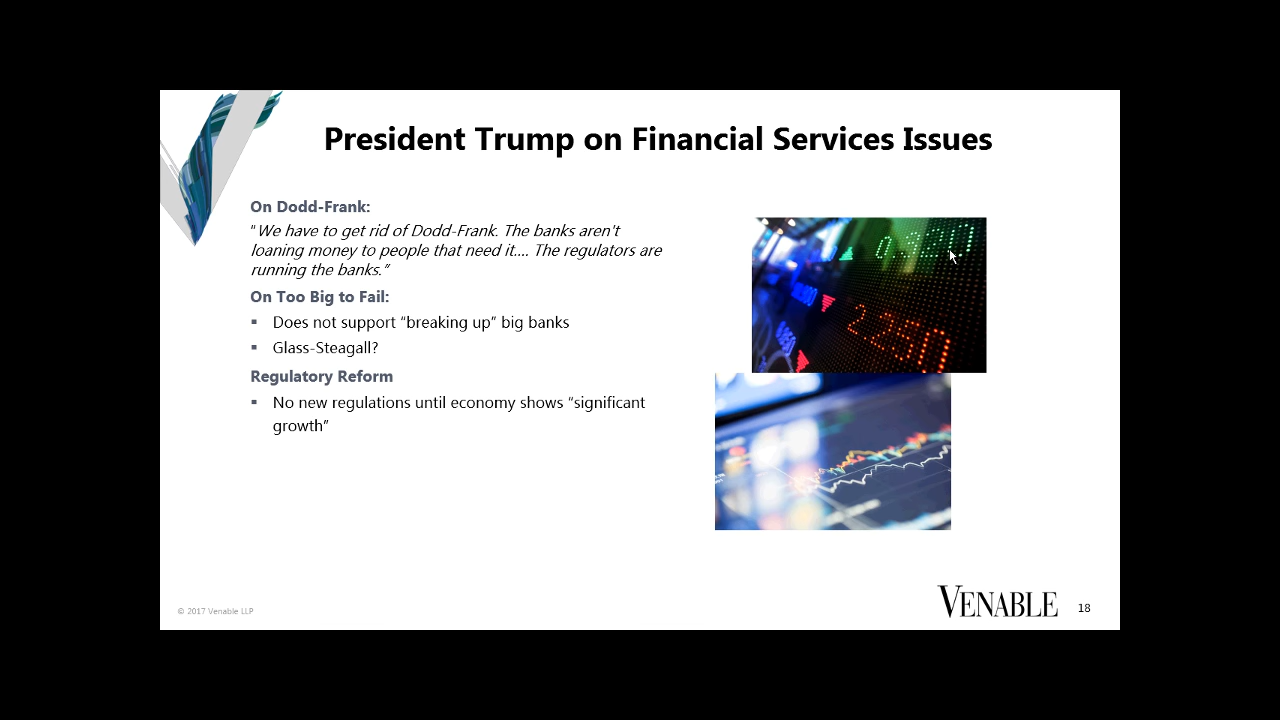 President Trump on Financial Services Issues
On Dodd-Frank:
"We have to get rid of Dodd-Frank. The banks aren't
loaning money to people that need it.... The regulators are
running the banks.”
On Too Big to Fail:
▪ Does not support “breaking up” big banks
▪ Glass-Steagall?
Regulatory Reform
▪ No new regulations until economy shows “significant
growth”
2.250
© 2017 Venable LLP
VENABLE
18